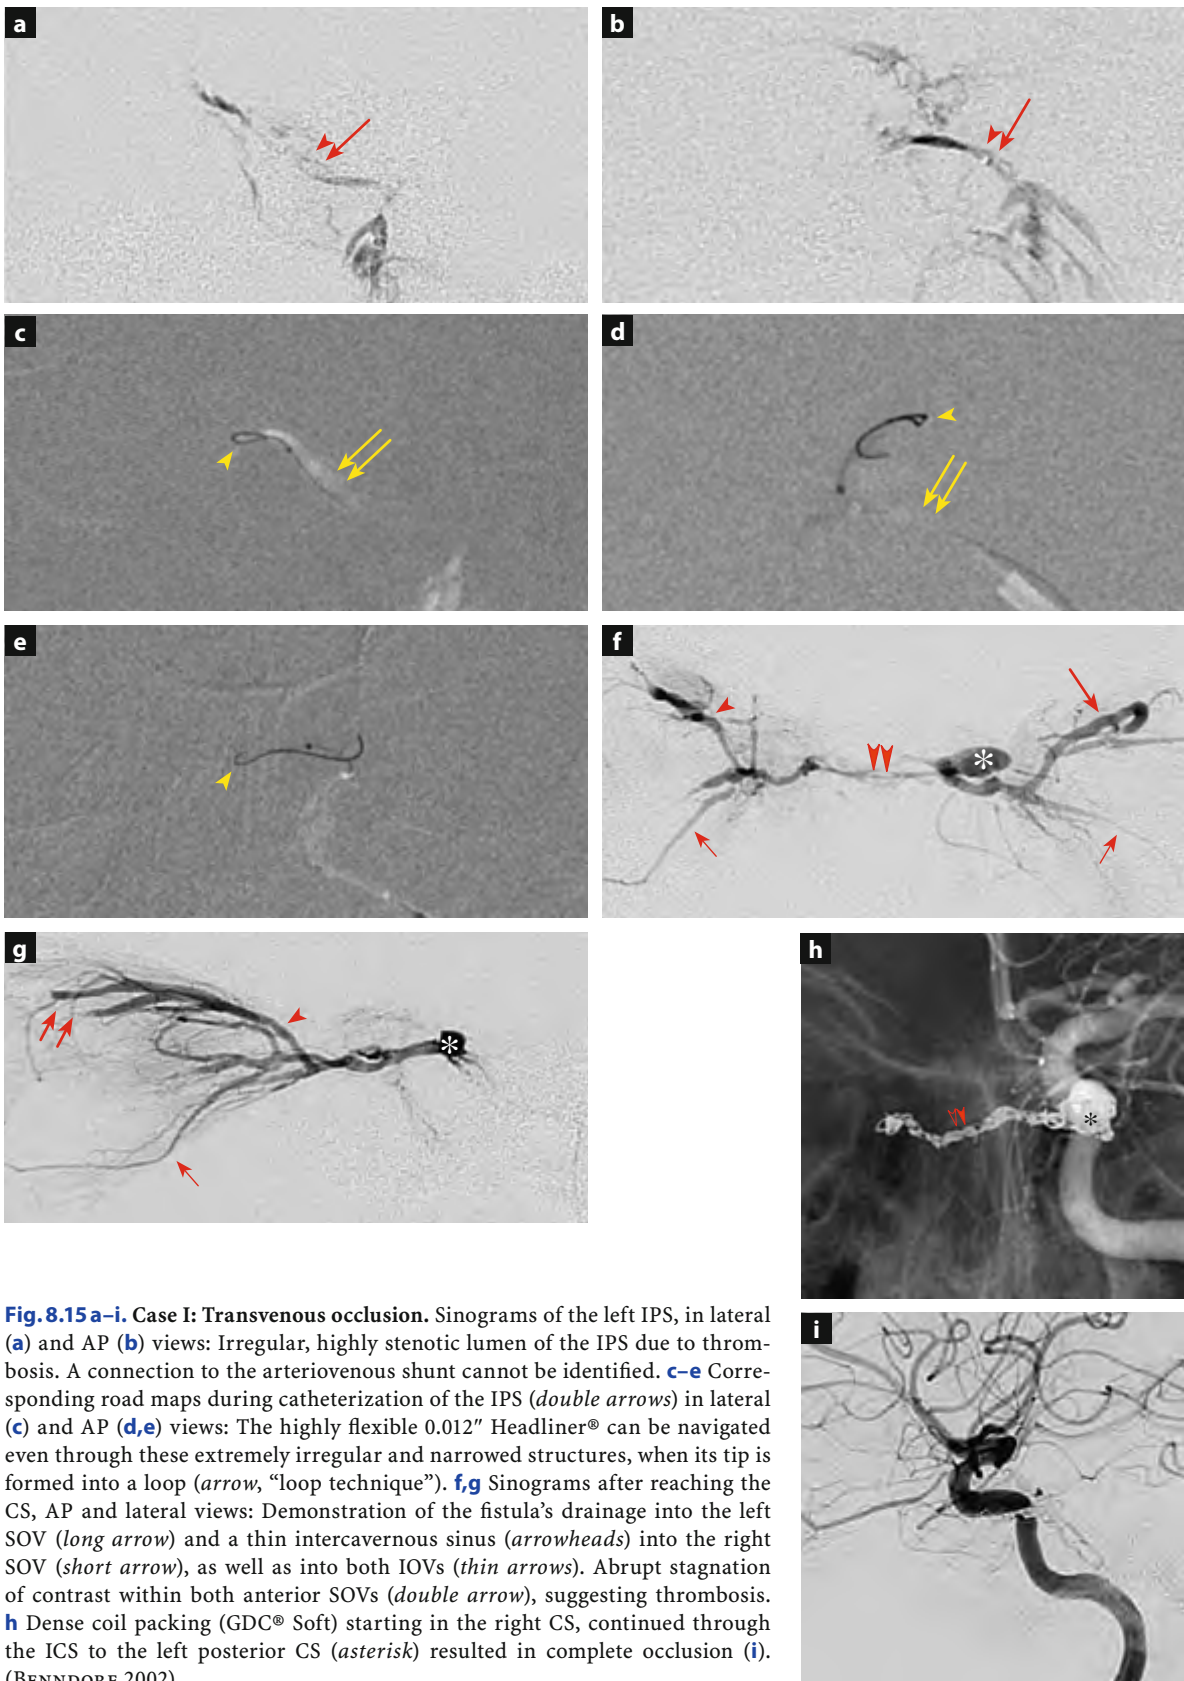 a
b
c
d
e
f
*
g
*
h
*
i
Fig. 8.15 a–i. Case I: Transvenous occlusion. Sinograms of the left IPS, in lateral
(a) and AP (b) views: Irregular, highly stenotic lumen of the IPS due to throm-
bosis. A connection to the arteriovenous shunt cannot be identified. c–e Corre-
sponding road maps during catheterization of the IPS (double arrows) in lateral
(c) and AP (d,e) views: The highly flexible 0.012″ Headliner® can be navigated
even through these extremely irregular and narrowed structures, when its tip is
formed into a loop (arrow, “loop technique”). f,g Sinograms after reaching the
CS, AP and lateral views: Demonstration of the fistula’s drainage into the left
SOV (long arrow) and a thin intercavernous sinus (arrowheads) into the right
SOV (short arrow), as well as into both IOVs (thin arrows). Abrupt stagnation
of contrast within both anterior SOVs (double arrow), suggesting thrombosis.
h Dense coil packing (GDC® Soft) starting in the right CS, continued through
the ICS to the left posterior CS (asterisk) resulted in complete occlusion (i).
(Benndorf 2002)